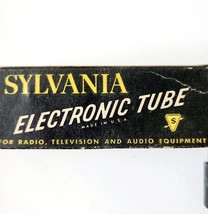 SYLVANIA
ELECTRONIC TUBE
MADE IN U.S.A.
S
FOR RADIO, TELEVISION AND AUDIO EQUIPMENT